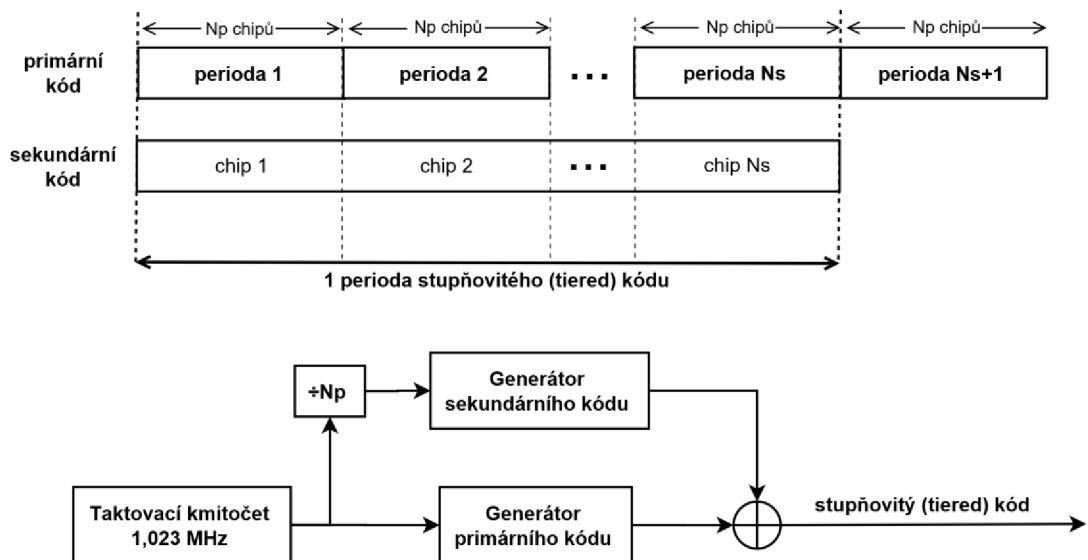 Np chipů Np chipů Np chipů Np chipů
primární kód
perioda 1 perioda 2 ... perioda Ns perioda Ns+1
sekundární kód
chip 1 chip 2 ... chip Ns
1 perioda stupňovitého (tiered) kódu
÷Np
Generátor
sekundárního kódu
Taktovací kmitočet
1,023 MHz
Generátor
primárního kódu
stupňovitý (tiered) kód